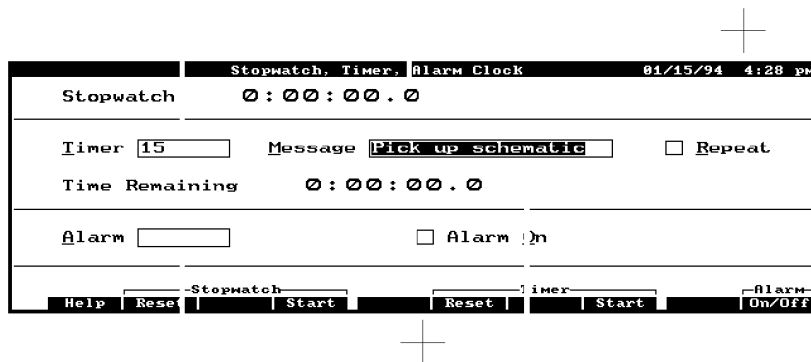 Stopwatch, Timer, Alarm Clock 01/15/94 4:28 pm
Stopwatch 0:00:00.0
Timer 15 Message Pick up schematic Repeat
Time Remaining 0:00:00.0
Alarm Alarm On
Stopwatch Timer Alarm
Help Reset Start Reset Start On/Off